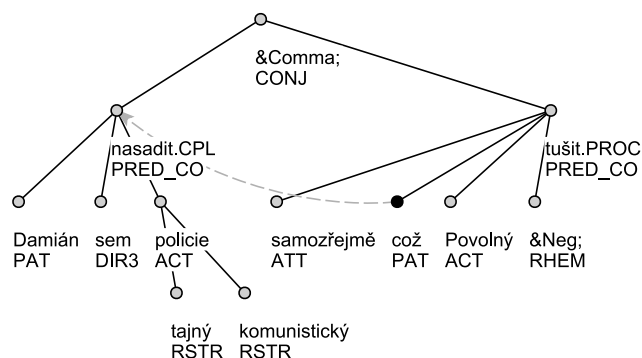 &Comma;
CONJ
nasadit.CPL
PRED_CO
tušit.PROC
PRED_CO
Damián
PAT
sem
DIR3
policie
ACT
samozřejmě
ATT
což
PAT
Povolný
ACT
&Neg;
RHEM
tajný
RSTR
komunistický
RSTR